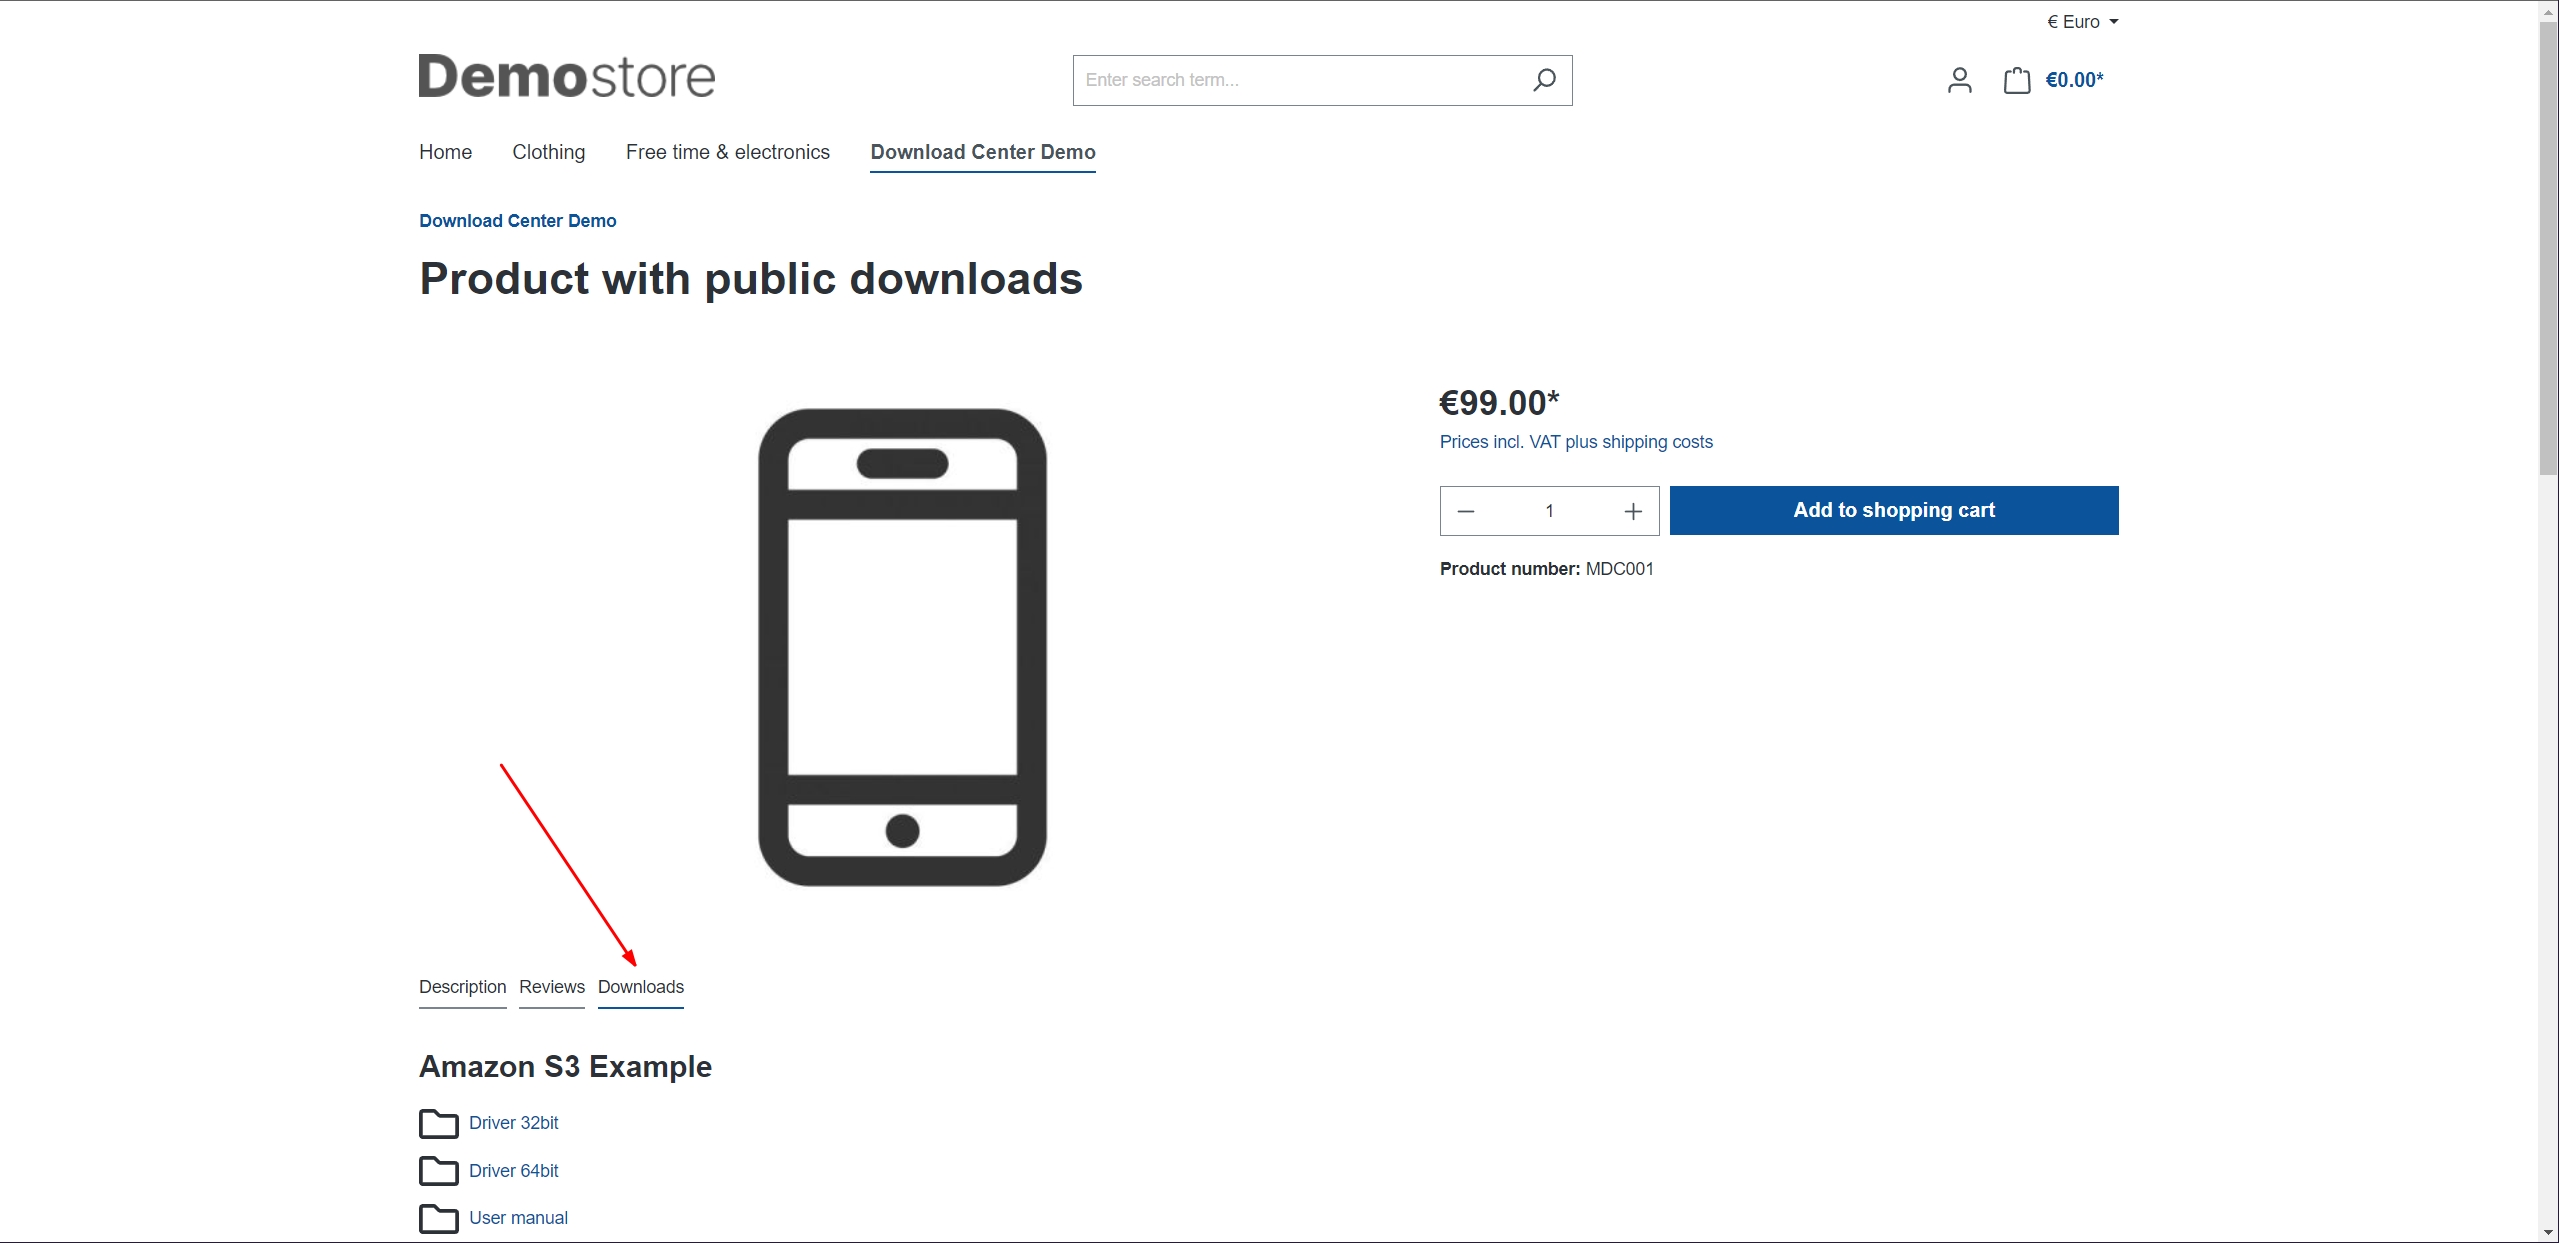 € Euro
Demostore
Enter search term...
€0.00*
Home Clothing Free time & electronics Download Center Demo
Download Center Demo
Product with public downloads
€99.00*
Prices incl. VAT plus shipping costs
1
Add to shopping cart
Product number: MDC001
Description Reviews Downloads
Amazon S3 Example
Driver 32bit
Driver 64bit
User manual